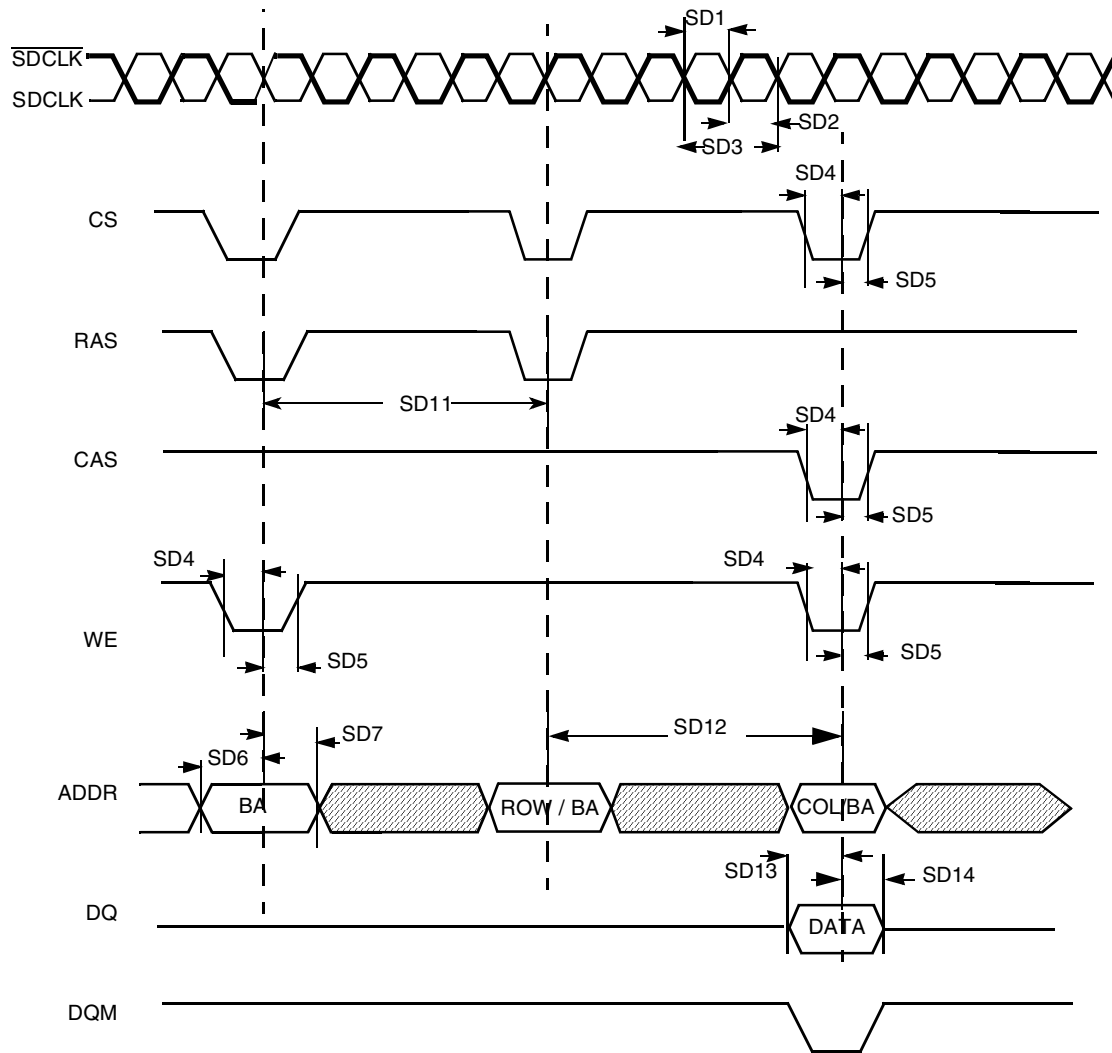 SD1
SDCLK
SDCLK
SD2
SD3
SD4
CS
SD5
RAS
SD11
SD4
CAS
SD5
SD4
SD4
WE
SD5
SD5
SD12
SD7
SD6
ADDR
BA
ROW / BA
COL/BA
SD13
SD14
DQ
DATA
DQM